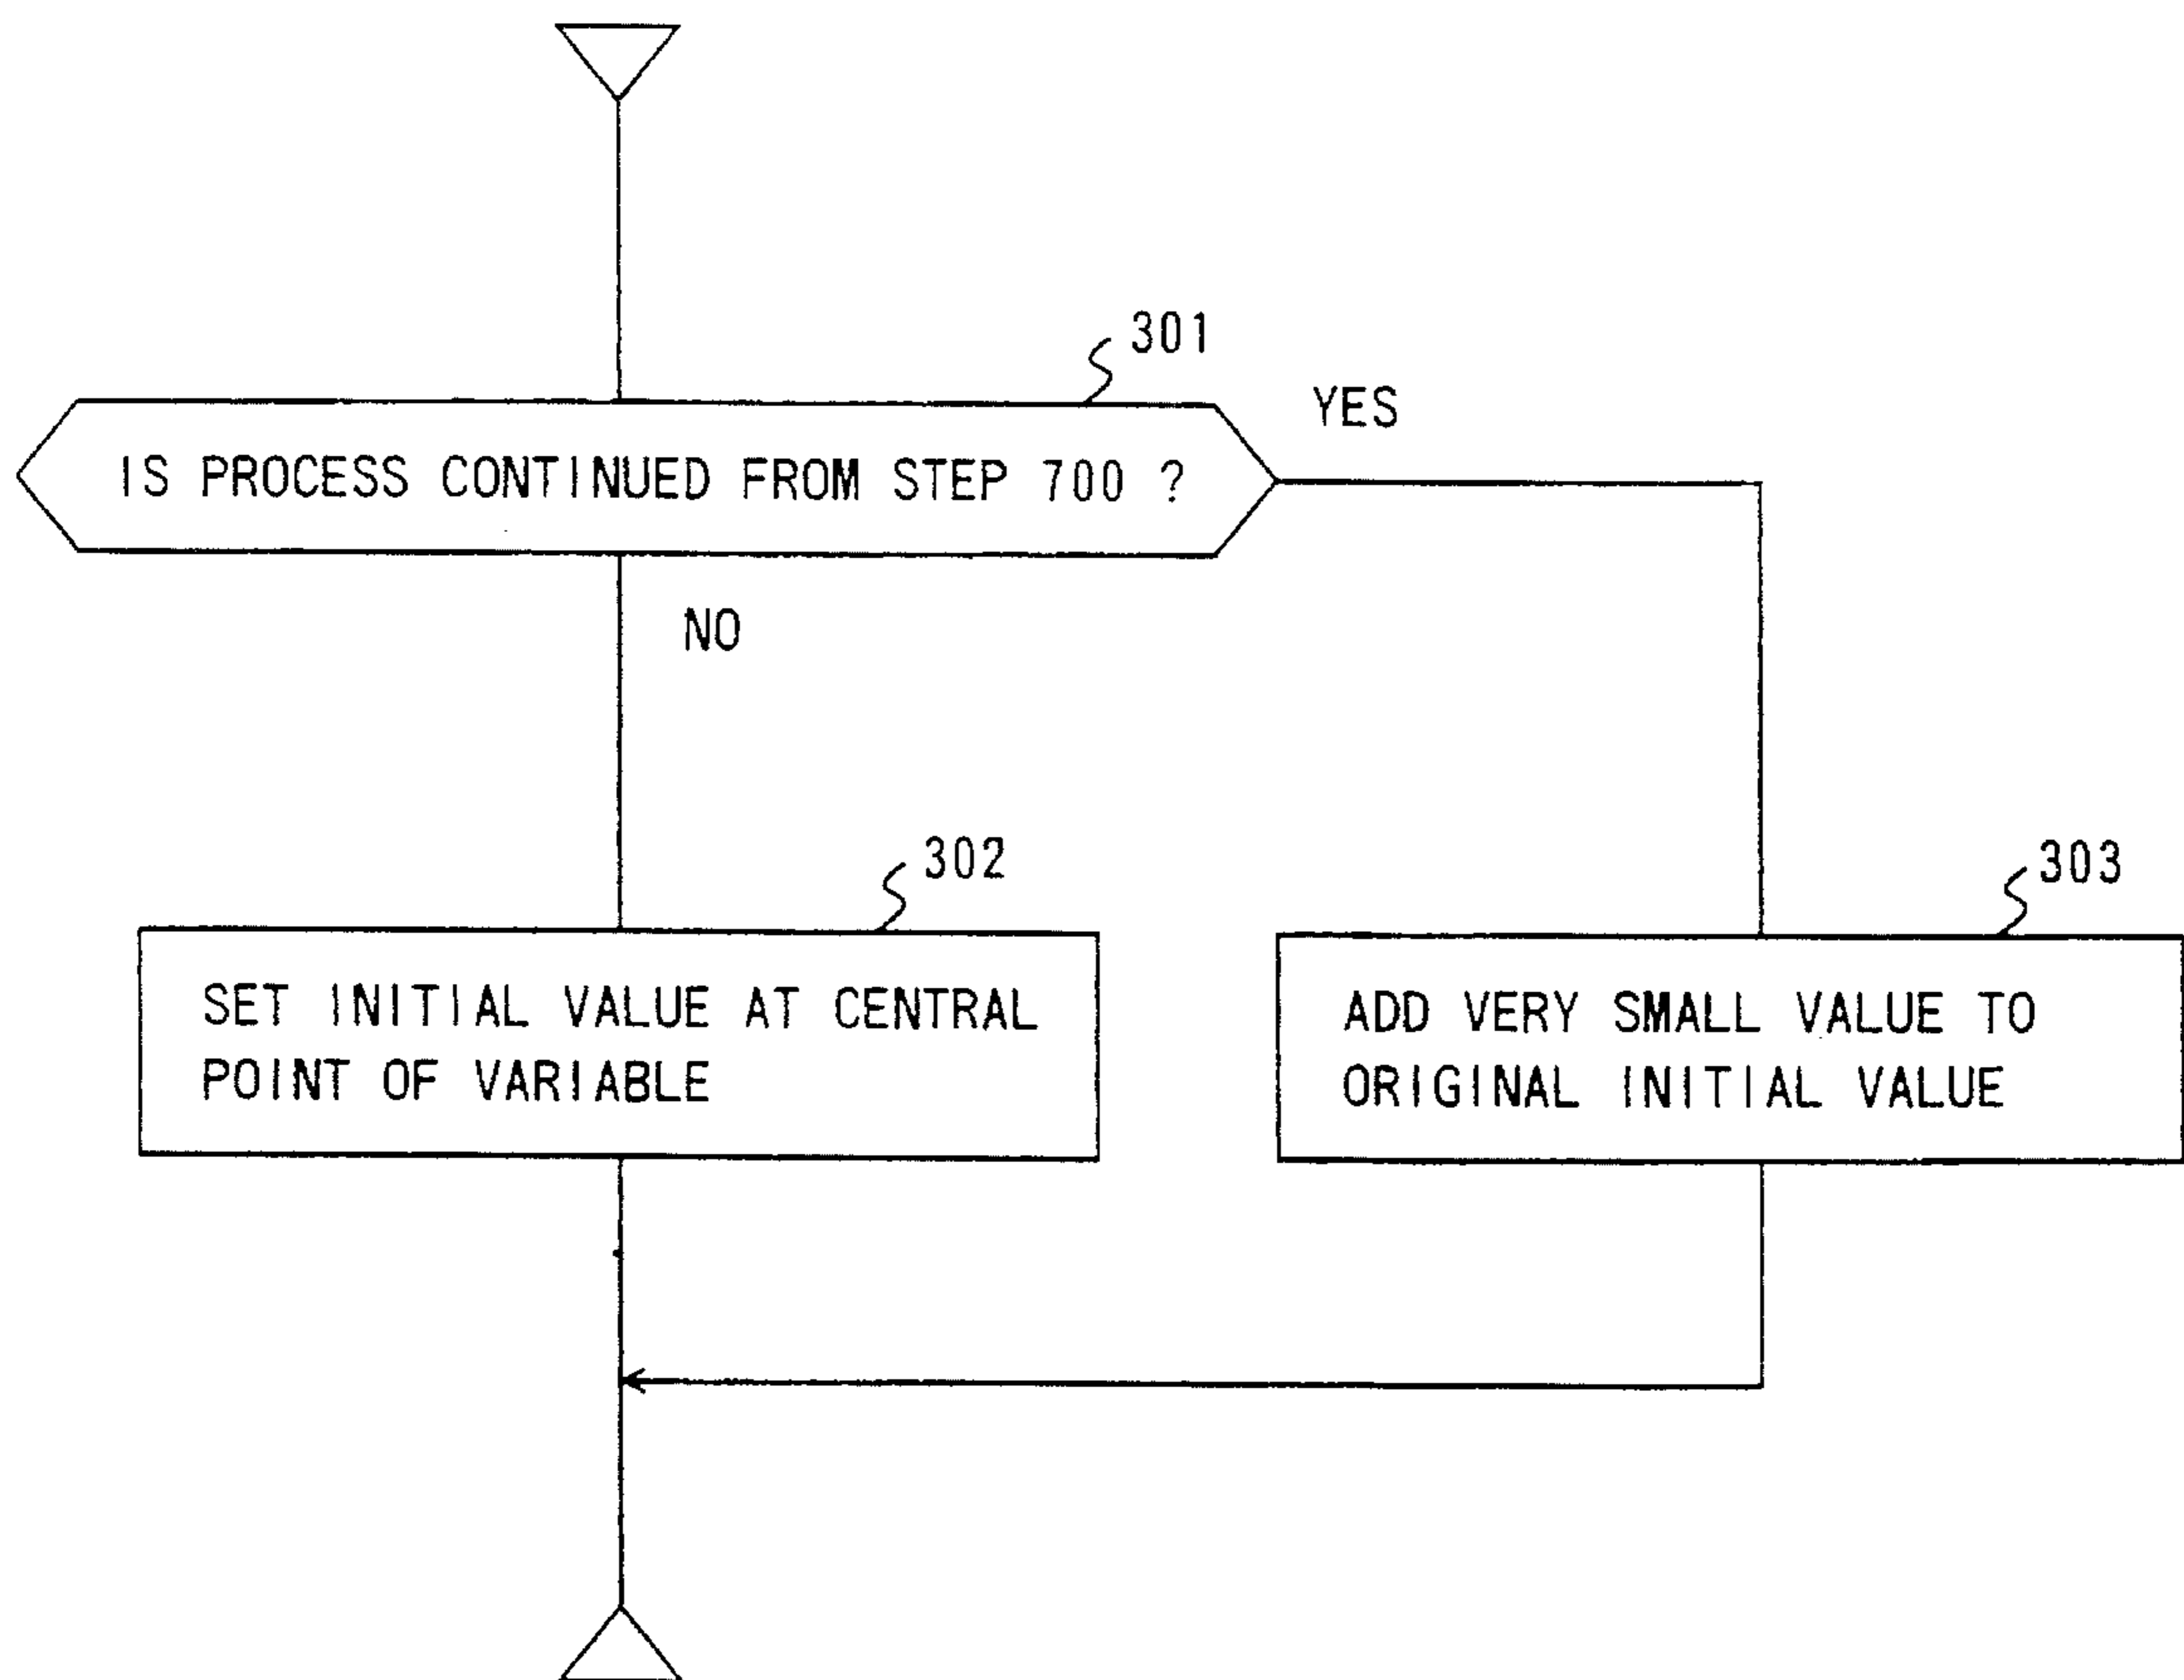 301
YES
IS PROCESS CONTINUED FROM STEP 700 ?
NO
302
SET INITIAL VALUE AT CENTRAL
POINT OF VARIABLE
303
ADD VERY SMALL VALUE TO
ORIGINAL INITIAL VALUE